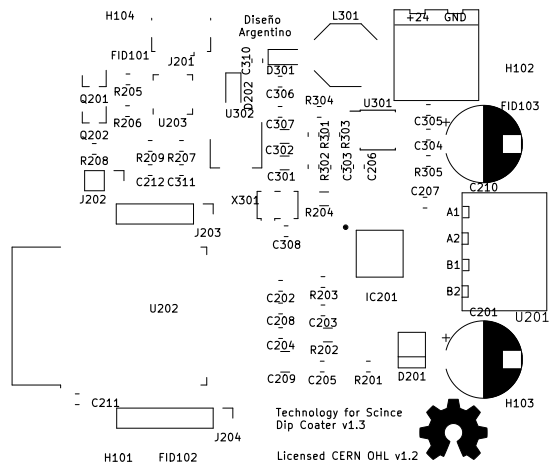 H104
Diseño
Argentino
L301
+24 GND
FID101
J201
C310
D301
H102
Q201
R205
D202
C306
R304
U301
FID103
Q202
R206
U203
U302
C307
R301
R303
C305
R208
R209
R207
C302
R302
C303
C206
C304
C212
C311
C301
R305
J202
C207
C210
X301
R204
A1
J203
C308
A2
B1
U202
IC201
B2
C202
R203
C201
U201
C208
C203
C204
R202
C209
C205
R201
D201
C211
H103
J204
Technology for Scince
Dip Coater v1.3
H101
FID102
Licensed CERN OHL v1.2